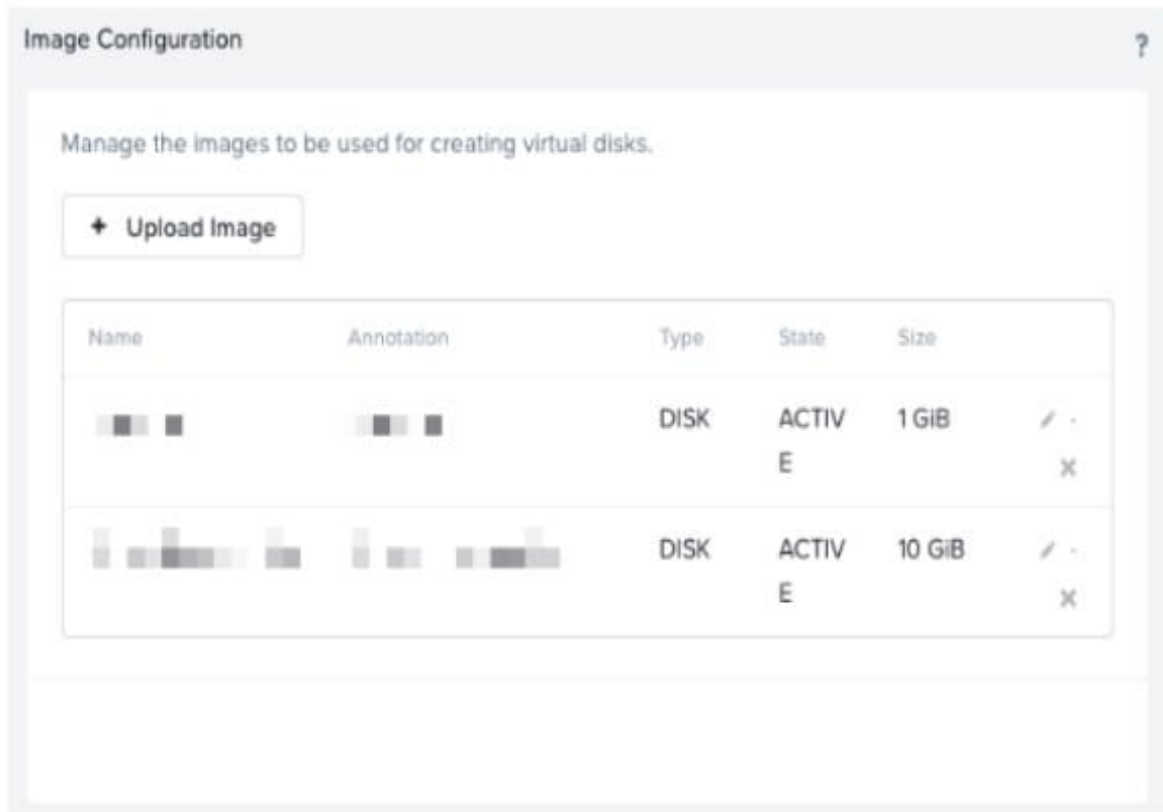 Image Configuration
?
Manage the images to be used for creating virtual disks.
+ Upload Image
Name Annotation Type State Size
DISK ACTIV 1 GiB
E
DISK ACTIV 10 GiB
E